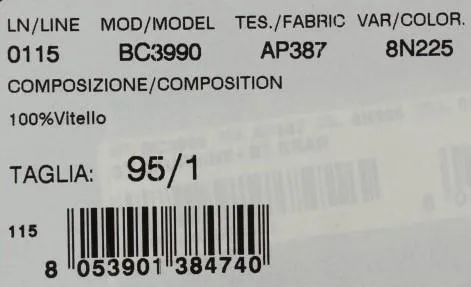 LN/LINE MOD/MODEL TES./FABRIC VAR/COLOR.
0115 BC3990 AP387 8N225
COMPOSIZIONE/COMPOSITION
100%Vitello
TAGLIA: 95/1
115
8 053901 384740